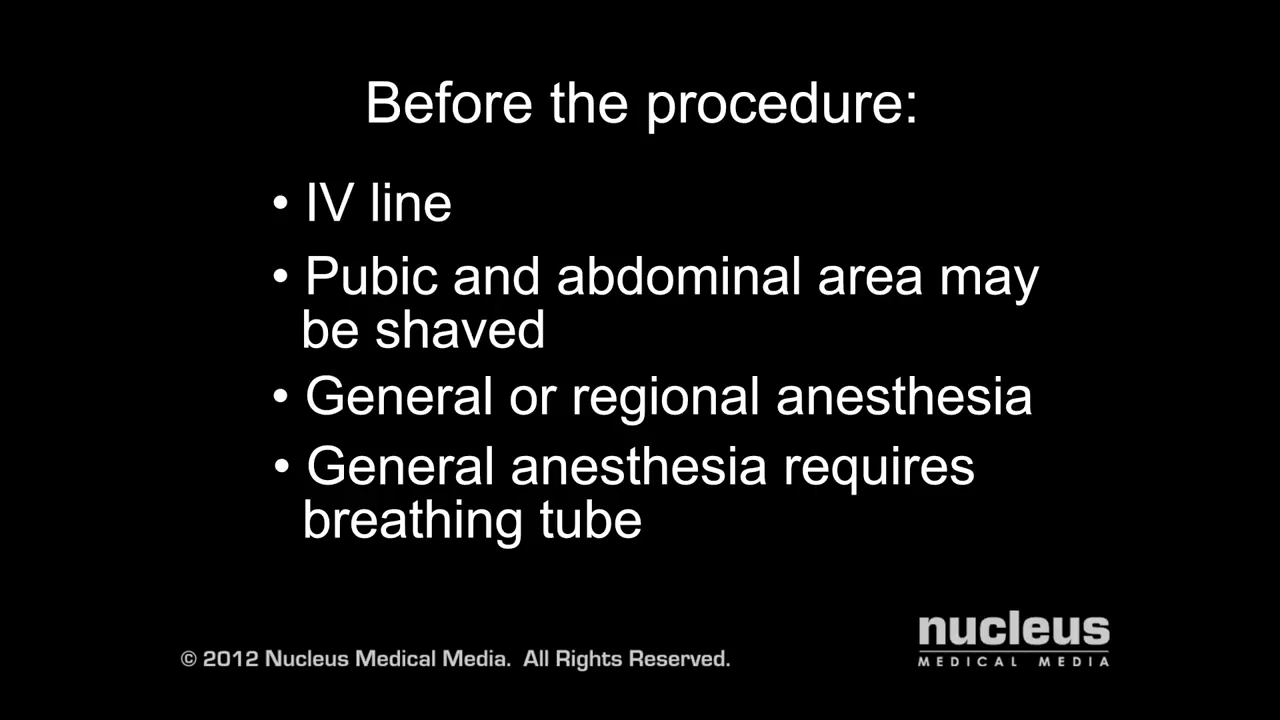 Before the procedure:
• IV line
• Pubic and abdominal area may
be shaved
• General or regional anesthesia
• General anesthesia requires
breathing tube
nucleus
MEDICAL MEDIA
© 2012 Nucleus Medical Media. All Rights Reserved.